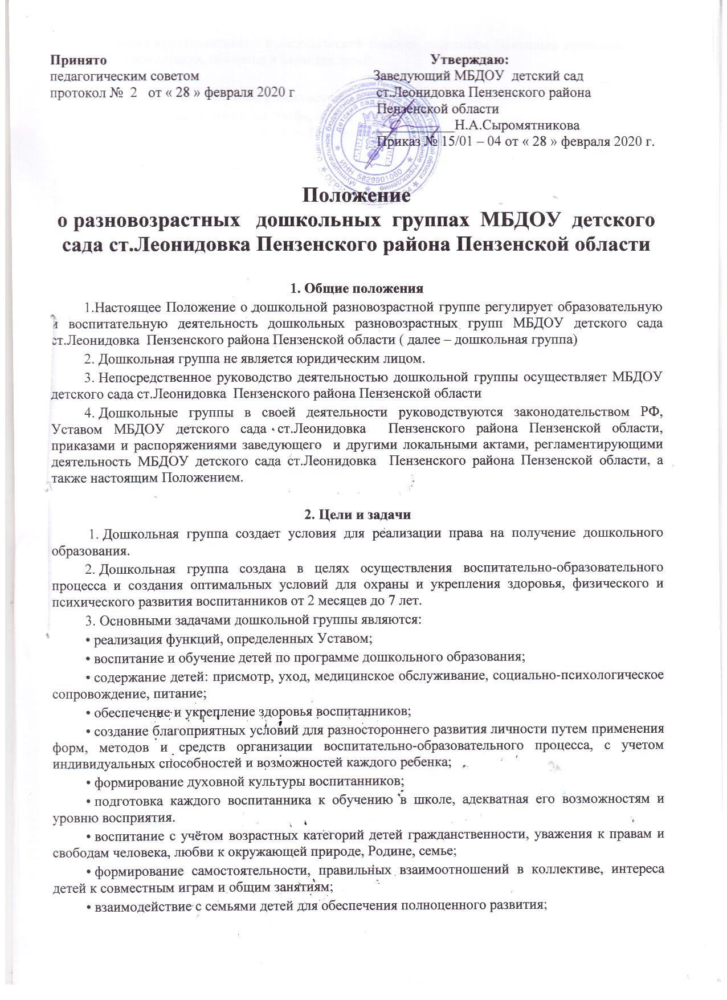 Принято
педагогическим советом
протокол № 2 от « 28 » февраля 2020 г
Утверждаю:
Заведующий МБДОУ детский сад
ст.Леонидовка Пензенского района
Пензенской области
__________Н.А.Сыромятникова
Приказ № 15/01 – 04 от « 28 » февраля 2020 г.
детский сад ст.Леонидовка
ИНН 5829901060
Положение
о разновозрастных дошкольных группах МБДОУ детского
сада ст.Леонидовка Пензенского района Пензенской области
1. Общие положения
1.Настоящее Положение о дошкольной разновозрастной группе регулирует образовательную
и воспитательную деятельность дошкольных разновозрастных групп МБДОУ детского сада
ст.Леонидовка Пензенского района Пензенской области ( далее – дошкольная группа)
2. Дошкольная группа не является юридическим лицом.
3. Непосредственное руководство деятельностью дошкольной группы осуществляет МБДОУ
детского сада ст.Леонидовка Пензенского района Пензенской области
4. Дошкольные группы в своей деятельности руководствуются законодательством РФ,
Уставом МБДОУ детского сада ст.Леонидовка Пензенского района Пензенской области,
приказами и распоряжениями заведующего и другими локальными актами, регламентирующими
деятельность МБДОУ детского сада ст.Леонидовка Пензенского района Пензенской области, а
также настоящим Положением.
2. Цели и задачи
1. Дошкольная группа создает условия для реализации права на получение дошкольного
образования.
2. Дошкольная группа создана в целях осуществления воспитательно-образовательного
процесса и создания оптимальных условий для охраны и укрепления здоровья, физического и
психического развития воспитанников от 2 месяцев до 7 лет.
3. Основными задачами дошкольной группы являются:
• реализация функций, определенных Уставом;
• воспитание и обучение детей по программе дошкольного образования;
• содержание детей: присмотр, уход, медицинское обслуживание, социально-психологическое
сопровождение, питание;
• обеспечение и укрепление здоровья воспитанников;
• создание благоприятных условий для разностороннего развития личности путем применения
форм, методов и средств организации воспитательно-образовательного процесса, с учетом
индивидуальных способностей и возможностей каждого ребенка;
• формирование духовной культуры воспитанников;
• подготовка каждого воспитанника к обучению в школе, адекватная его возможностям и
уровню восприятия.
• воспитание с учётом возрастных категорий детей гражданственности, уважения к правам и
свободам человека, любви к окружающей природе, Родине, семье;
• формирование самостоятельности, правильных взаимоотношений в коллективе, интереса
детей к совместным играм и общим занятиям;
• взаимодействие с семьями детей для обеспечения полноценного развития;